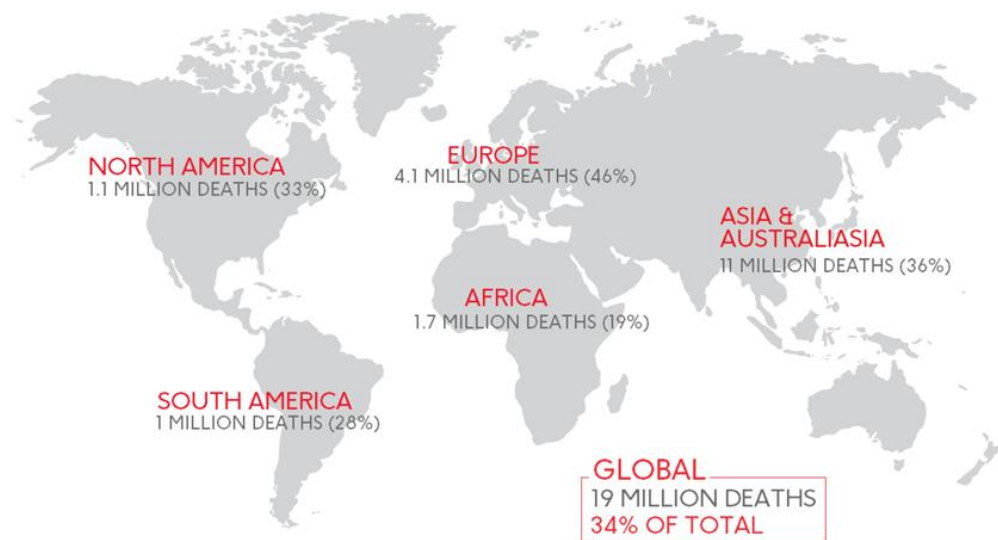 NORTH AMERICA
1.1 MILLION DEATHS (33%)
EUROPE
4.1 MILLION DEATHS (46%)
ASIA &
AUSTRALIASIA
11 MILLION DEATHS (36%)
AFRICA
1.7 MILLION DEATHS (19%)
SOUTH AMERICA
1 MILLION DEATHS (28%)
GLOBAL
19 MILLION DEATHS
34% OF TOTAL